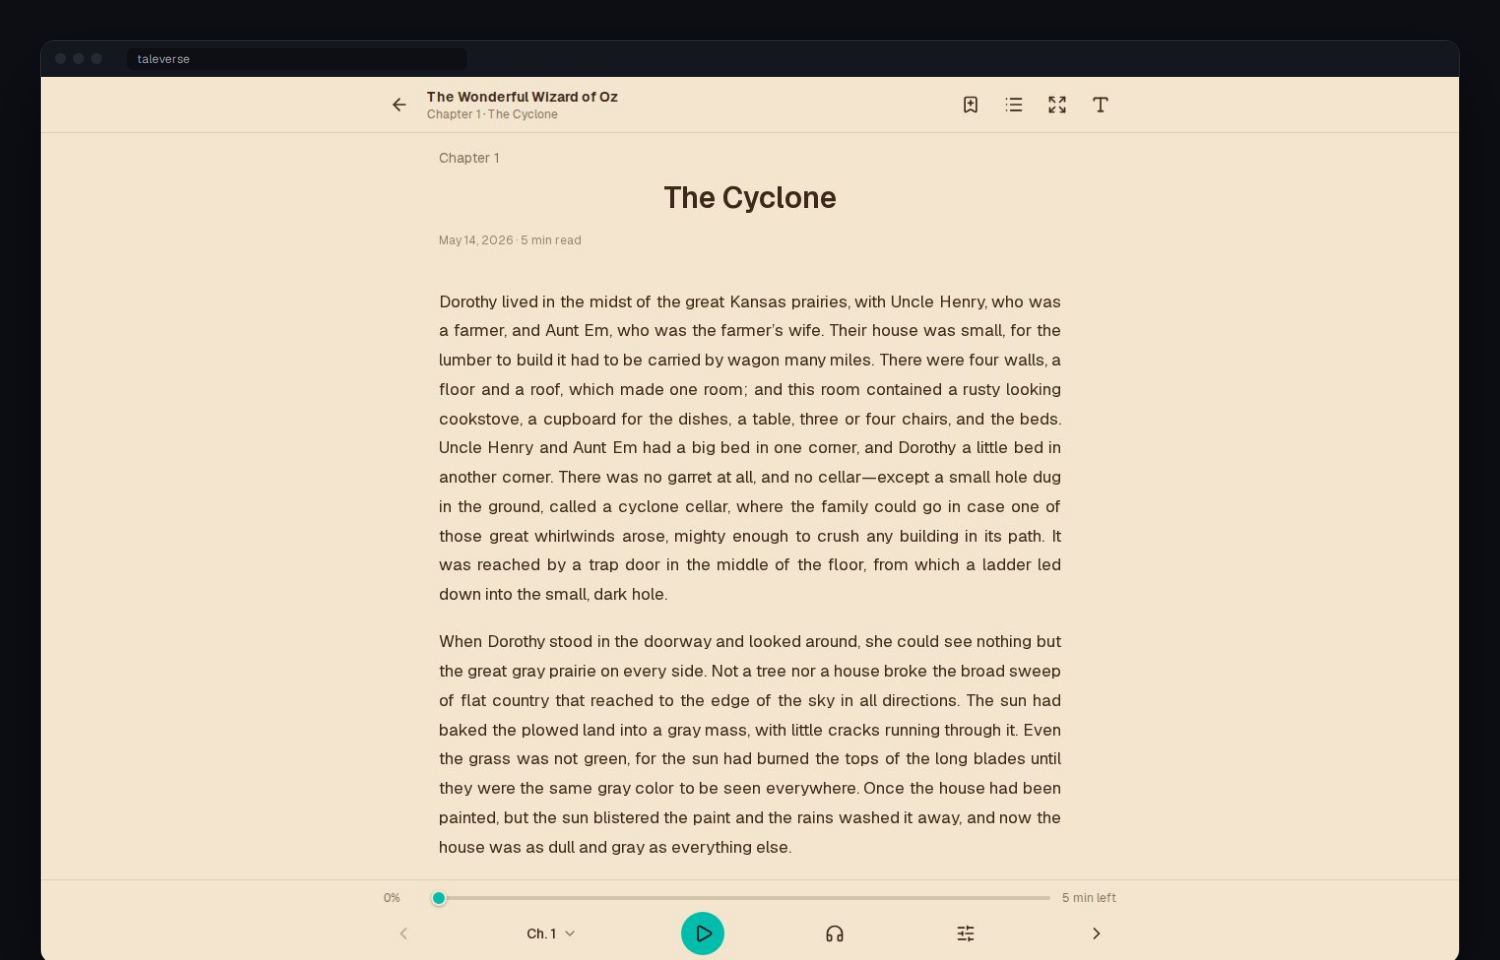 taleverse
The Wonderful Wizard of Oz
Chapter 1 · The Cyclone
Chapter 1
The Cyclone
May 14, 2026 · 5 min read
Dorothy lived in the midst of the great Kansas prairies, with Uncle Henry, who was
a farmer, and Aunt Em, who was the farmer’s wife. Their house was small, for the
lumber to build it had to be carried by wagon many miles. There were four walls, a
floor and a roof, which made one room; and this room contained a rusty looking
cookstove, a cupboard for the dishes, a table, three or four chairs, and the beds.
Uncle Henry and Aunt Em had a big bed in one corner, and Dorothy a little bed in
another corner. There was no garret at all, and no cellar—except a small hole dug
in the ground, called a cyclone cellar, where the family could go in case one of
those great whirlwinds arose, mighty enough to crush any building in its path. It
was reached by a trap door in the middle of the floor, from which a ladder led
down into the small, dark hole.
When Dorothy stood in the doorway and looked around, she could see nothing but
the great gray prairie on every side. Not a tree nor a house broke the broad sweep
of flat country that reached to the edge of the sky in all directions. The sun had
baked the plowed land into a gray mass, with little cracks running through it. Even
the grass was not green, for the sun had burned the tops of the long blades until
they were the same gray color to be seen everywhere. Once the house had been
painted, but the sun blistered the paint and the rains washed it away, and now the
house was as dull and gray as everything else.
0%
5 min left
Ch. 1